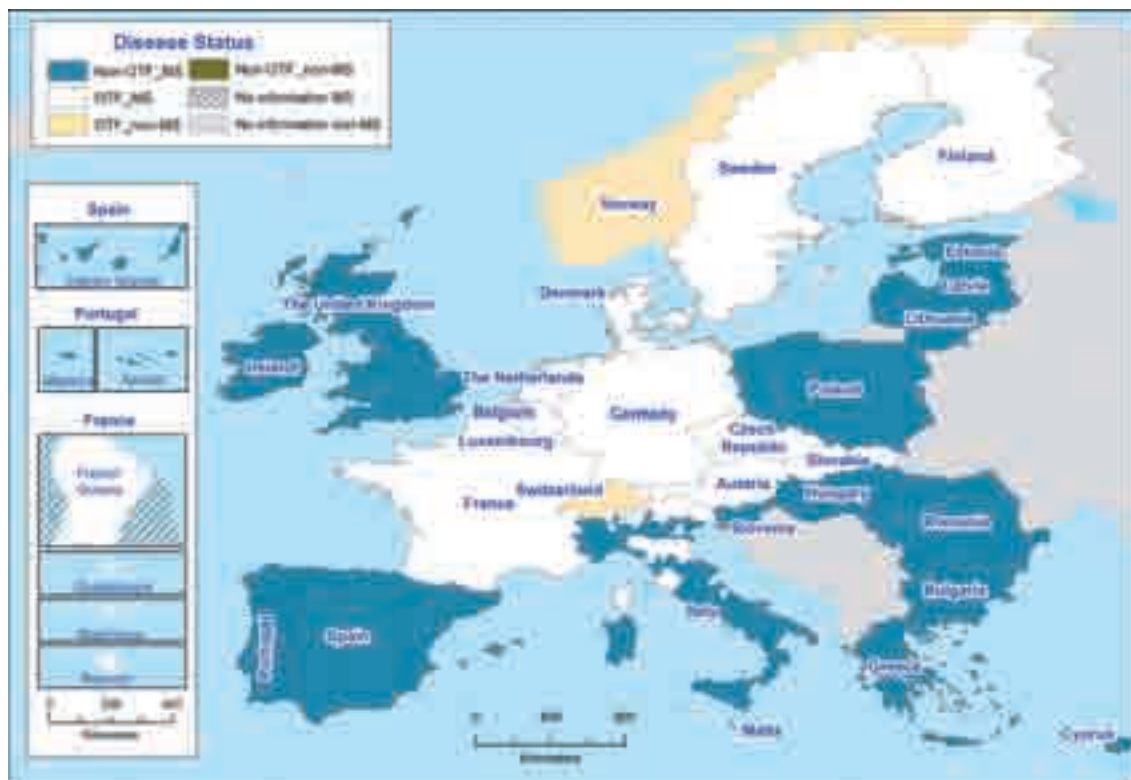 Disease Status
Non-OTF_MS
Non-OTF_non-MS
OTF_MS
No information MS
OTF_non-MS
No information non-MS
Spain
Canary Islands
Portugal
Madeira
Azores
France
French
Guiana
Guadeloupe
Martinique
Reunion
Kilometers
Finland
Sweden
Norway
Estonia
Latvia
Lithuania
Denmark
The United Kingdom
Ireland
The Netherlands
Poland
Belgium
Germany
Luxembourg
Czech
Republic
Slovakia
Austria
Switzerland
Hungary
France
Romania
Slovenia
Bulgaria
Italy
Spain
Portugal
Greece
Malta
Cyprus
0
Kilometers